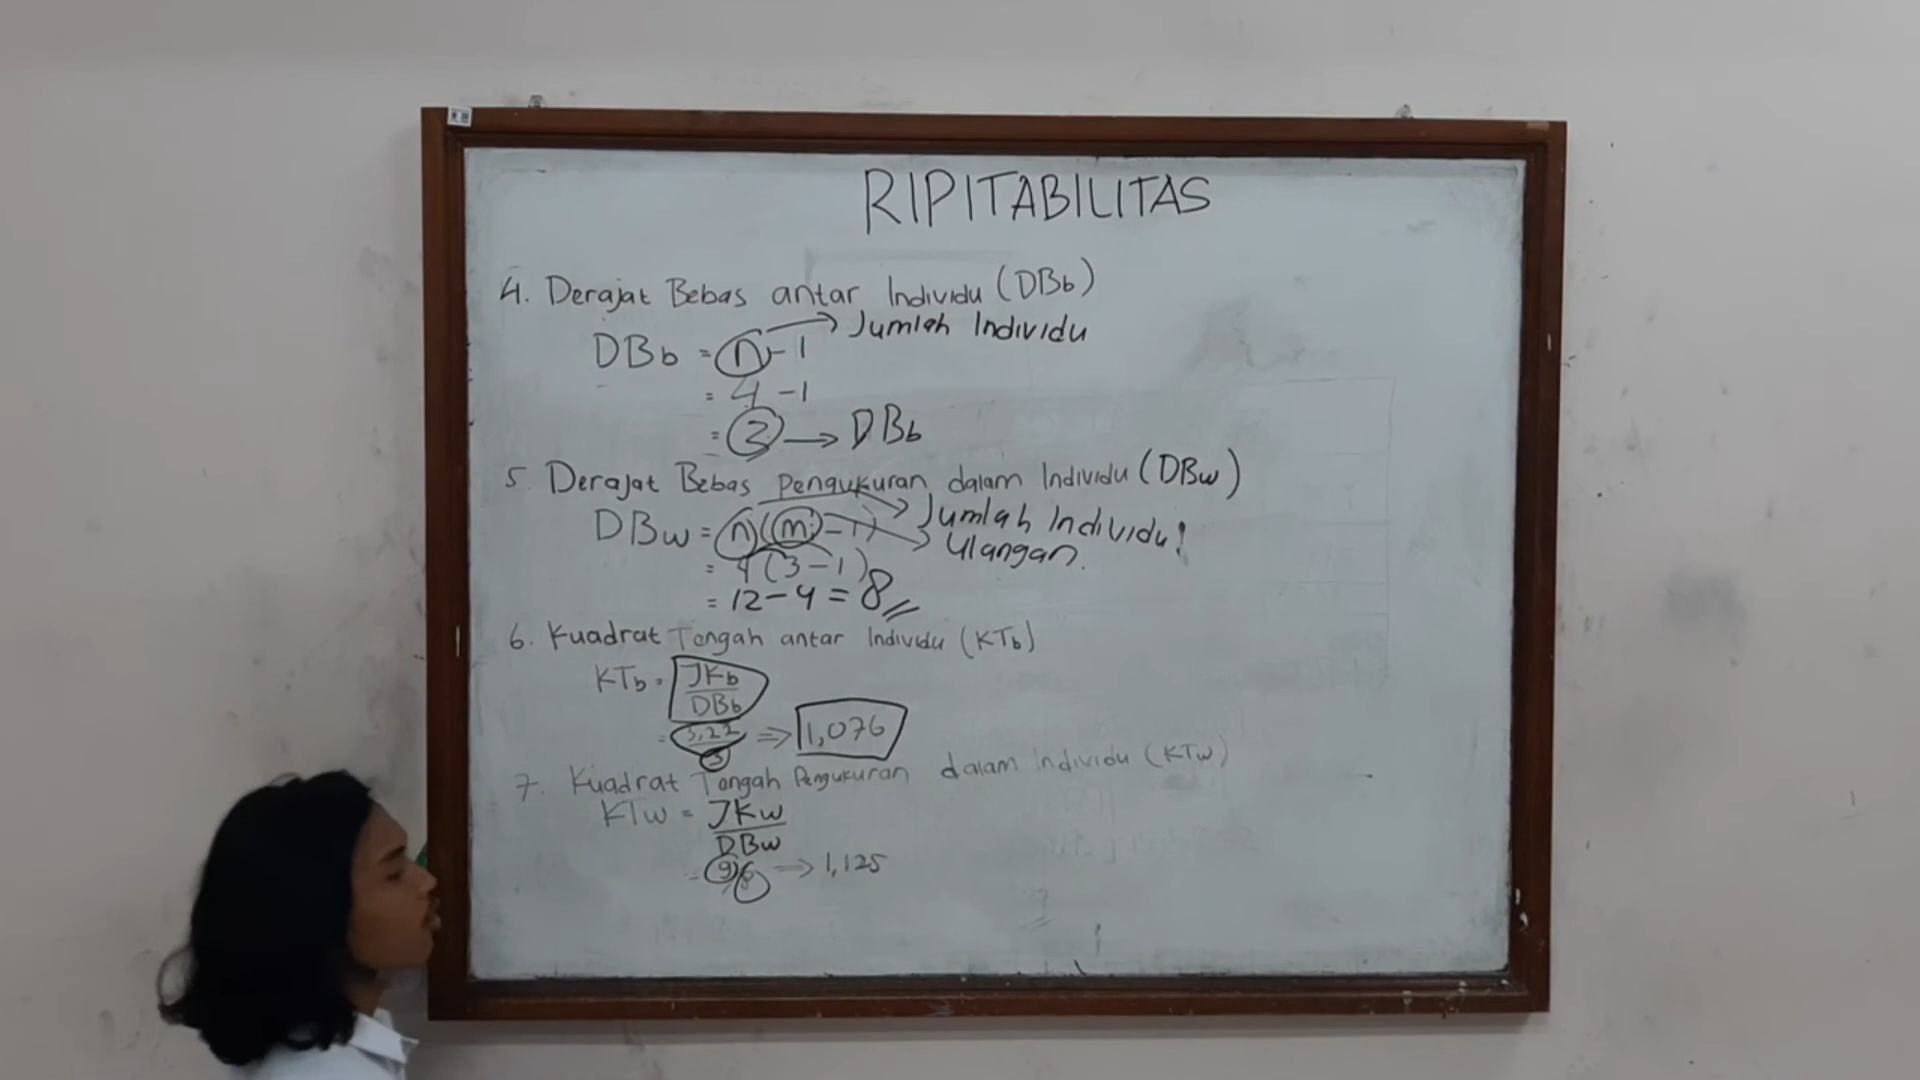 RIPITABILITAS
4. Derajat Bebas antar Individu (DBb)
DBb = n-1 → Jumlah Individu
= 4-1
= 3 → DBb
5. Derajat Bebas Pengukuran dalam Individu (DBw)
DBw = n(m-1) → Jumlah Individu!
→ Ulangan.
= 4(3-1)
= 12-4 = 8
6. Kuadrat Tengah antar Individu (KTb)
KTb = JKb/DBb
= 3,22/3 ⇒ 1,076
7. Kuadrat Tengah Pengukuran dalam Individu (KTw)
KTw = JKw/DBw
= 9/8 ⇒ 1,125